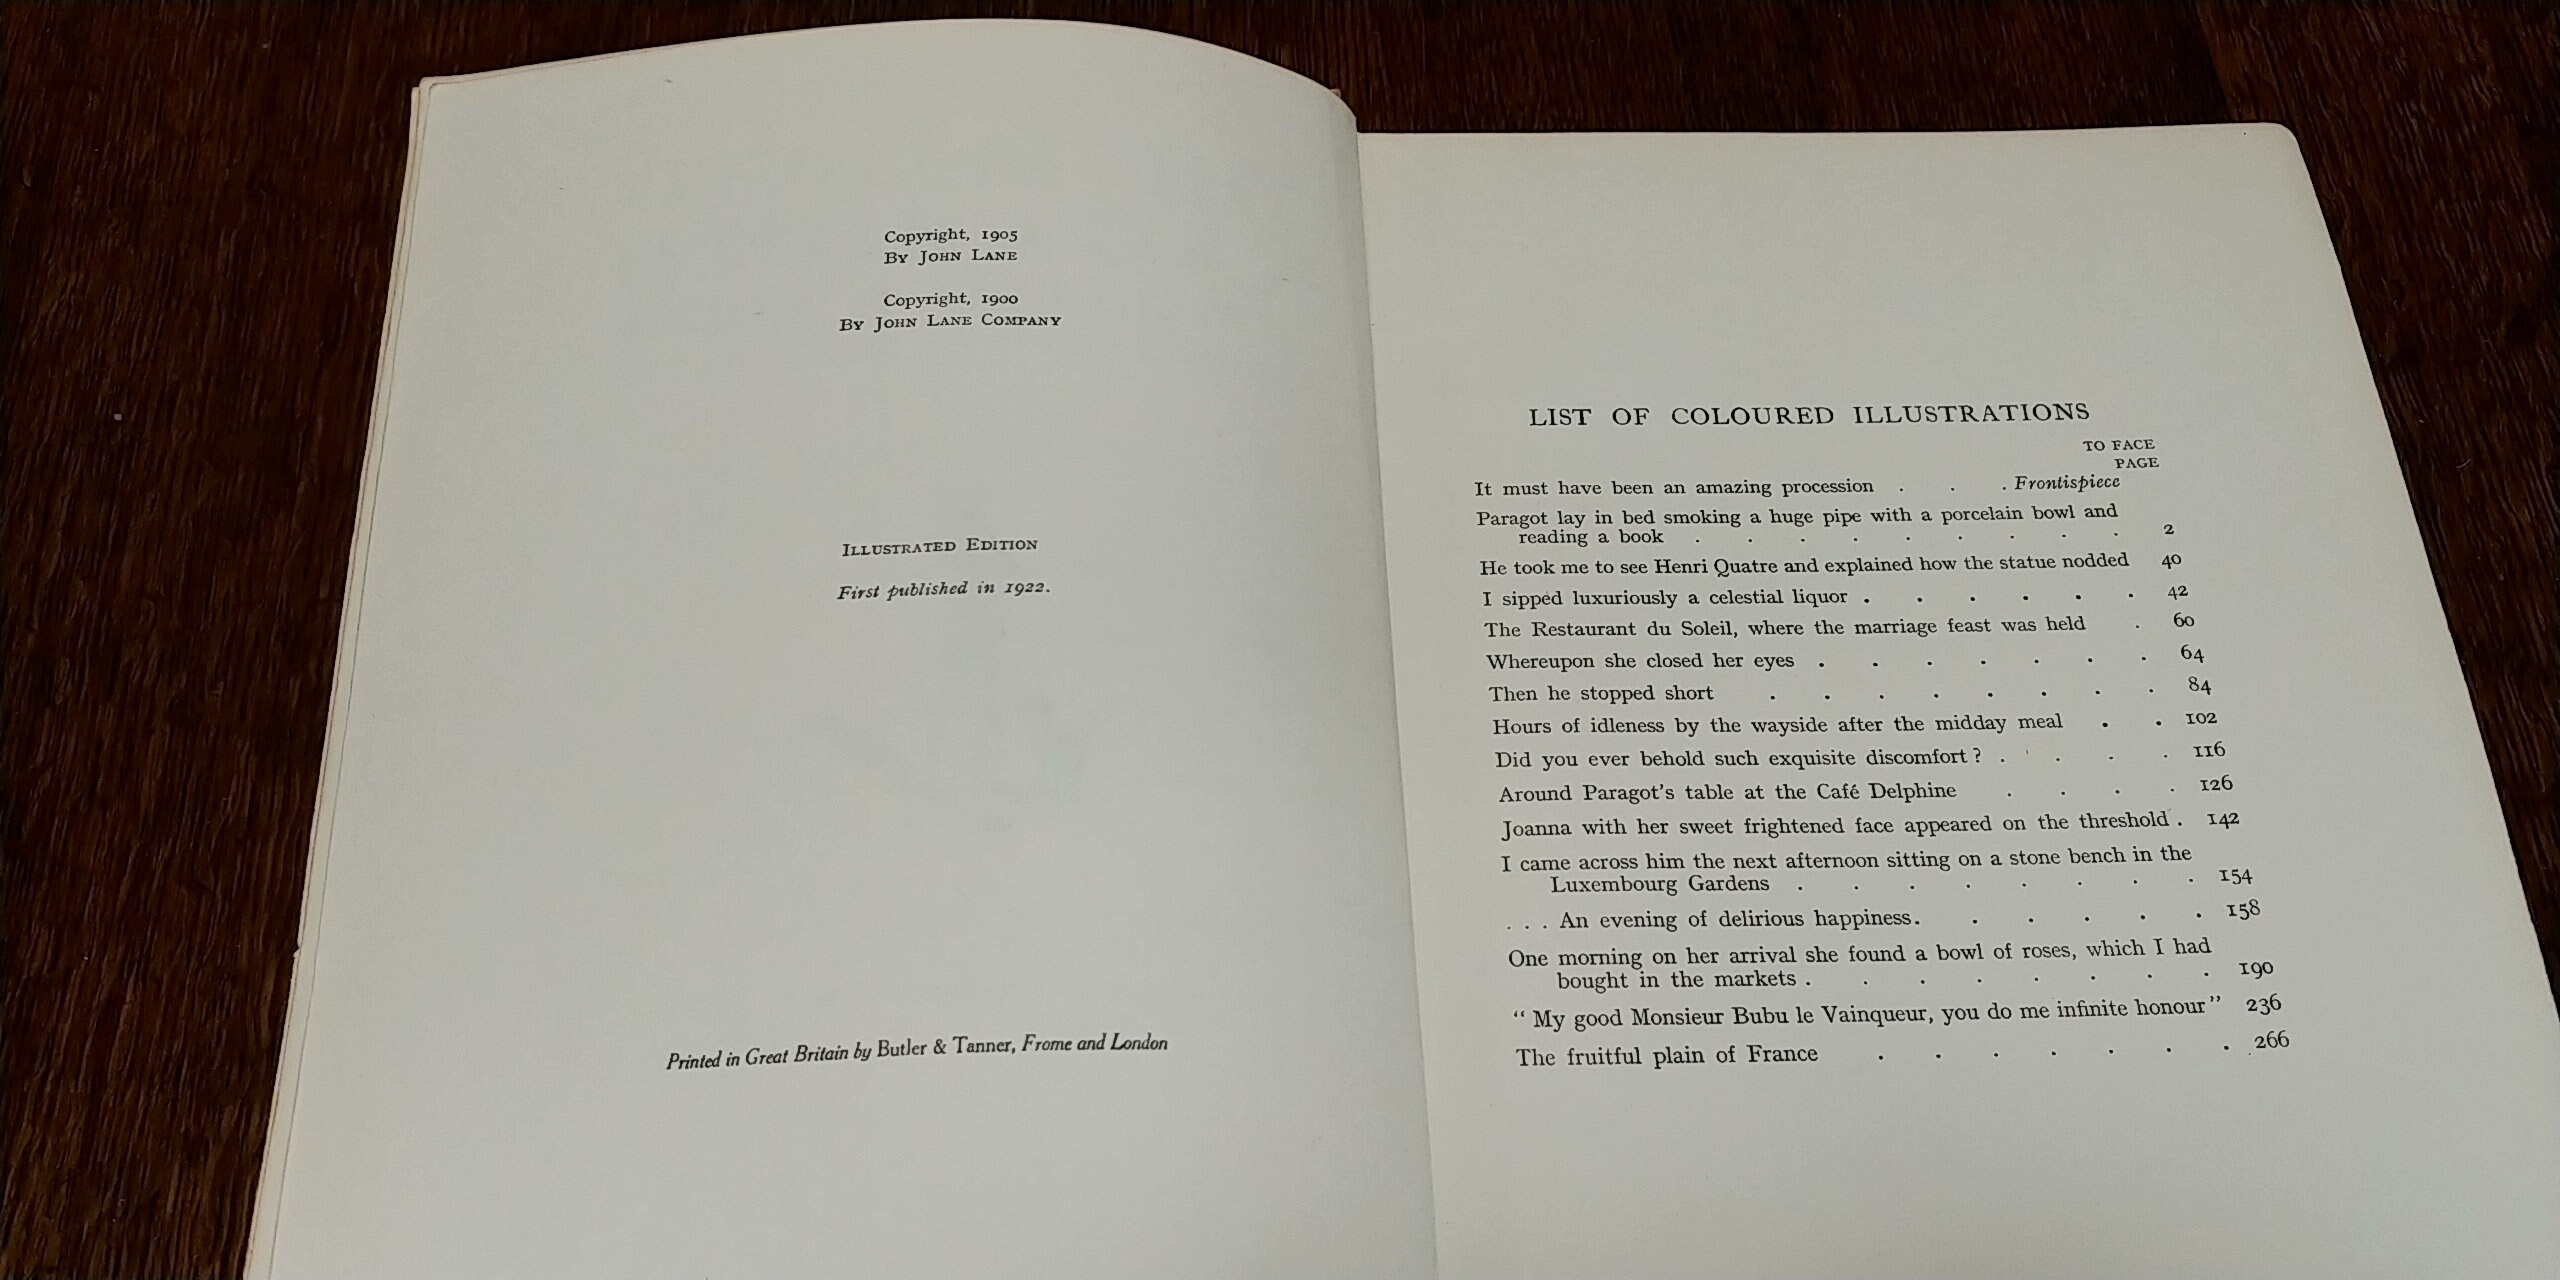 Copyright, 1905
By John Lane
Copyright, 1900
By John Lane Company
Illustrated Edition
First published in 1922.
Printed in Great Britain by Butler & Tanner, Frome and London
LIST OF COLOURED ILLUSTRATIONS
TO FACE
PAGE
It must have been an amazing procession . . . Frontispiece
Paragot lay in bed smoking a huge pipe with a porcelain bowl and
reading a book . . . . . . . . . 2
He took me to see Henri Quatre and explained how the statue nodded 40
I sipped luxuriously a celestial liquor . . . . . . 42
The Restaurant du Soleil, where the marriage feast was held . 60
Whereupon she closed her eyes . . . . . . . 64
Then he stopped short . . . . . . . . 84
Hours of idleness by the wayside after the midday meal . . 102
Did you ever behold such exquisite discomfort ? . . . . 116
Around Paragot's table at the Café Delphine . . . . 126
Joanna with her sweet frightened face appeared on the threshold . 142
I came across him the next afternoon sitting on a stone bench in the
Luxembourg Gardens . . . . . . . . 154
. . . An evening of delirious happiness. . . . . . 158
One morning on her arrival she found a bowl of roses, which I had
bought in the markets . . . . . . . . 190
“ My good Monsieur Bubu le Vainqueur, you do me infinite honour ” 236
The fruitful plain of France . . . . . . . 266